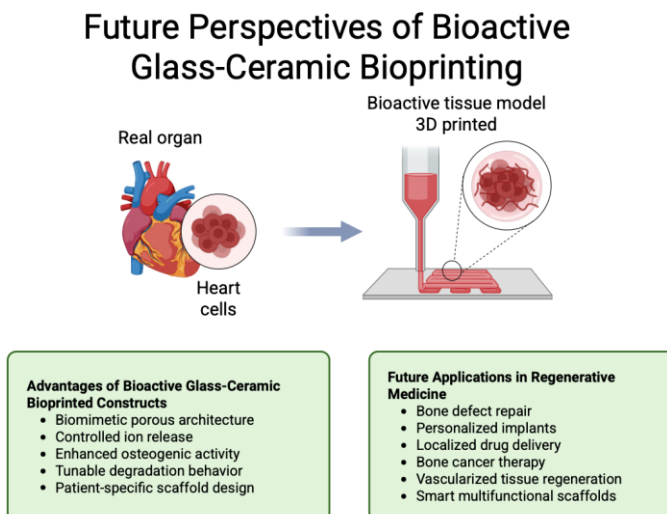 Future Perspectives of Bioactive
Glass-Ceramic Bioprinting
Real organ
Heart
cells
Bioactive tissue model
3D printed
Advantages of Bioactive Glass-Ceramic
Bioprinted Constructs
• Biomimetic porous architecture
• Controlled ion release
• Enhanced osteogenic activity
• Tunable degradation behavior
• Patient-specific scaffold design
Future Applications in Regenerative
Medicine
• Bone defect repair
• Personalized implants
• Localized drug delivery
• Bone cancer therapy
• Vascularized tissue regeneration
• Smart multifunctional scaffolds